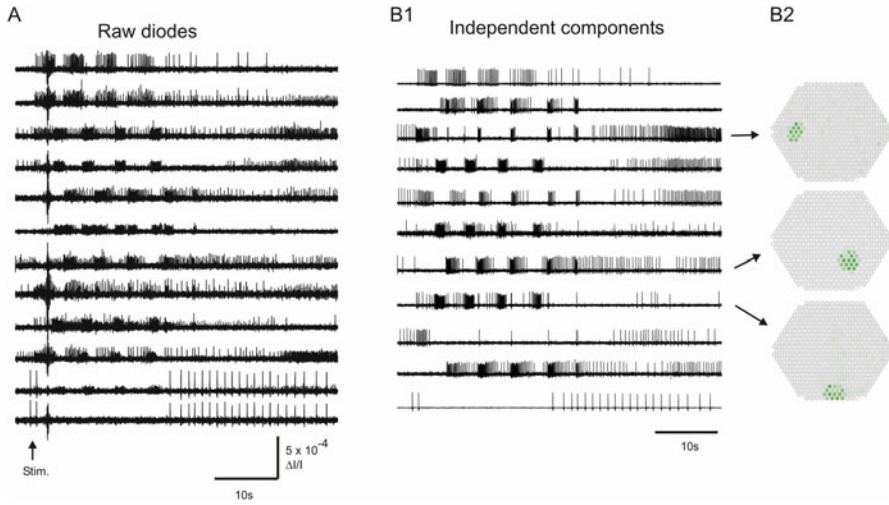 A
Raw diodes
B1
Independent components
B2
Stim.
5 x 10⁻⁴
ΔI/I
10s
10s